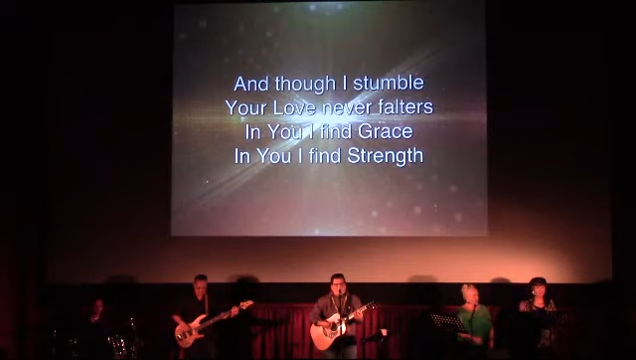 And though I stumble
Your Love never falters
In You I find Grace
In You I find Strength